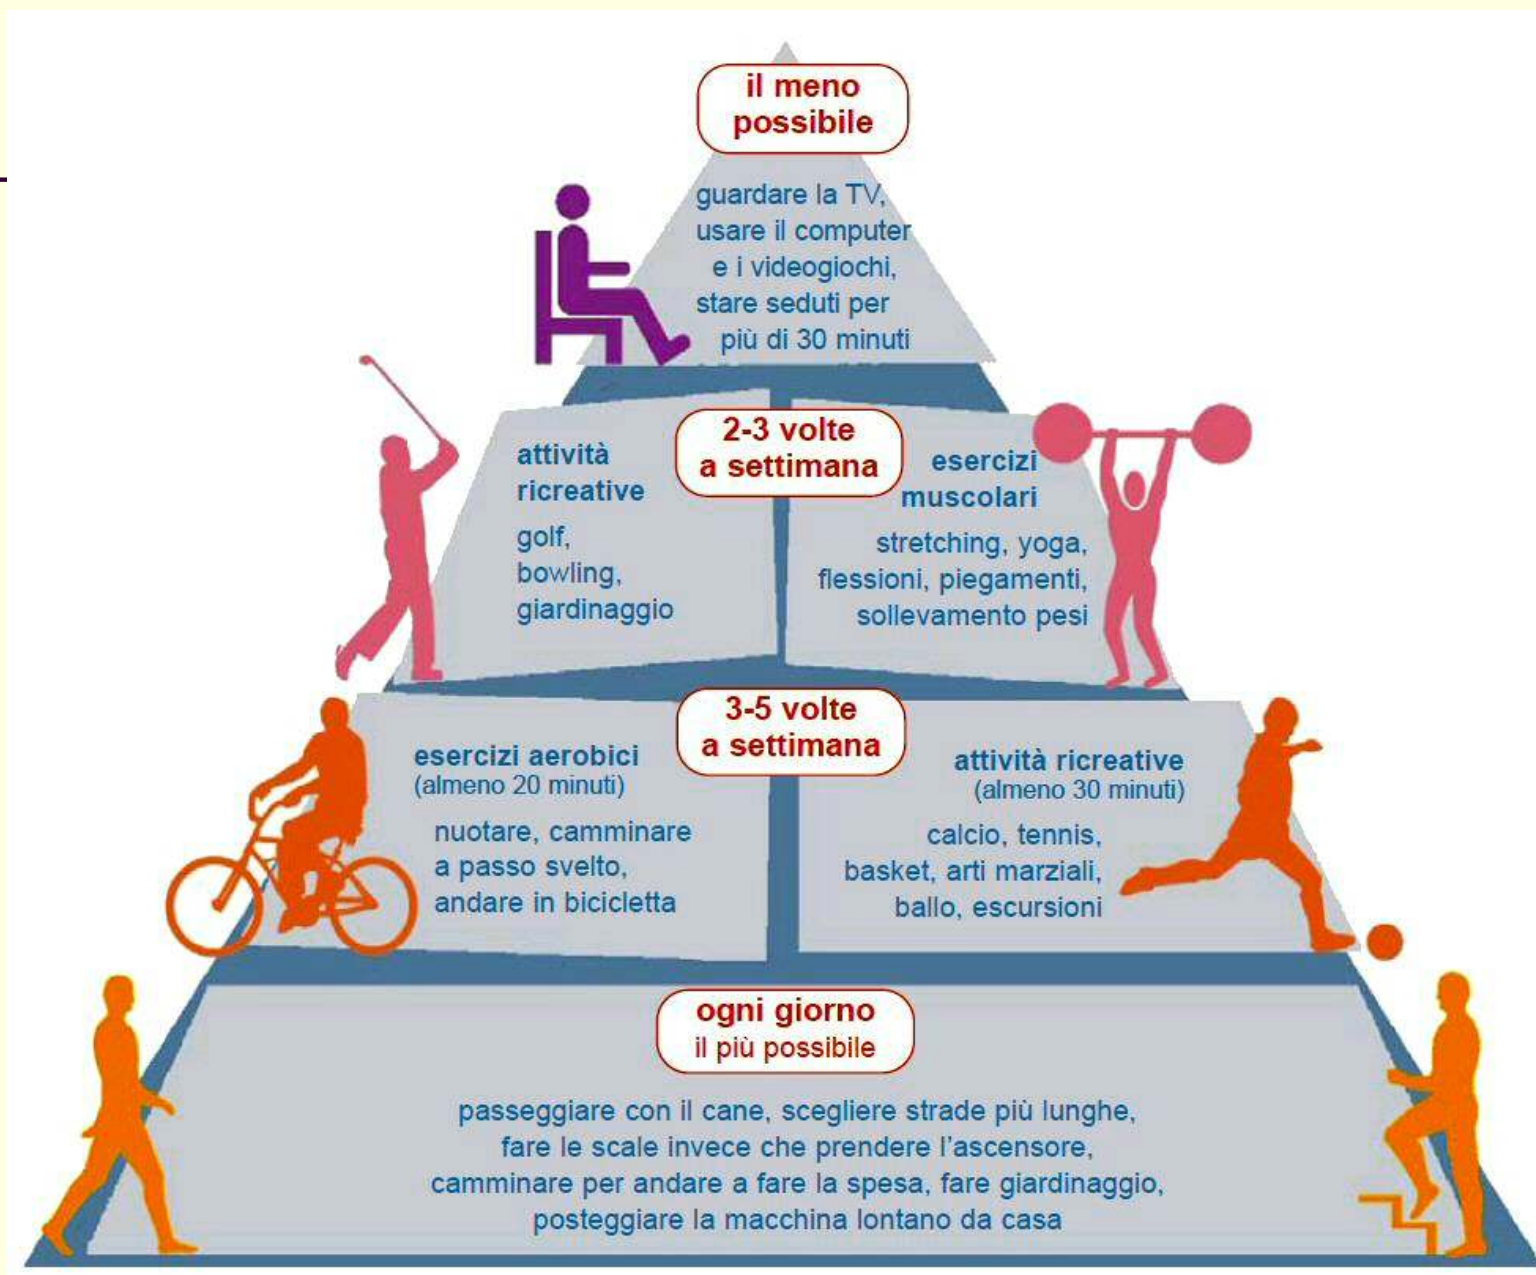 il meno
possibile
guardare la TV,
usare il computer
e i videogiochi,
stare seduti per
più di 30 minuti
2-3 volte
a settimana
attività
ricreative
golf,
bowling,
giardinaggio
esercizi
muscolari
stretching, yoga,
flessioni, piegamenti,
sollevamento pesi
3-5 volte
a settimana
esercizi aerobici
(almeno 20 minuti)
nuotare, camminare
a passo svelto,
andare in bicicletta
attività ricreative
(almeno 30 minuti)
calcio, tennis,
basket, arti marziali,
ballo, escursioni
ogni giorno
il più possibile
passeggiare con il cane, scegliere strade più lunghe,
fare le scale invece che prendere l'ascensore,
camminare per andare a fare la spesa, fare giardinaggio,
posteggiare la macchina lontano da casa